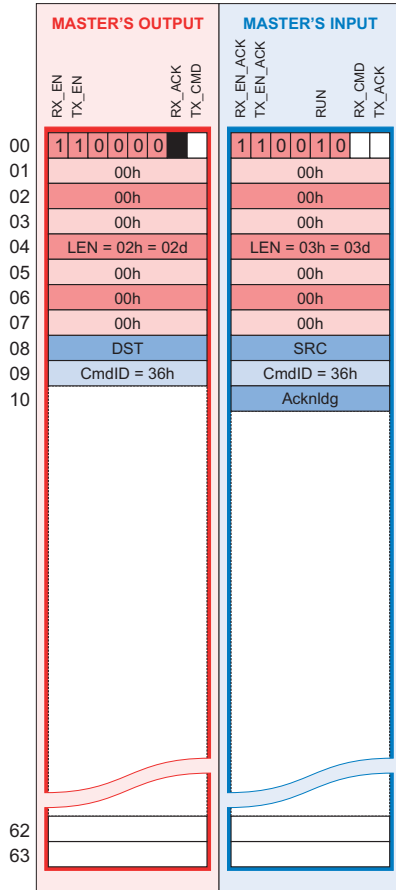 MASTER'S OUTPUT MASTER'S INPUT
RX_EN TX_EN RX_ACK TX_CMD RX_EN_ACK TX_EN_ACK RUN RX_CMD TX_ACK
00 1 1 0 0 0 0 1 1 0 0 1 0
01 00h 00h
02 00h 00h
03 00h 00h
04 LEN = 02h = 02d LEN = 03h = 03d
05 00h 00h
06 00h 00h
07 00h 00h
08 DST SRC
09 CmdID = 36h CmdID = 36h
10 Acknldg
62
63